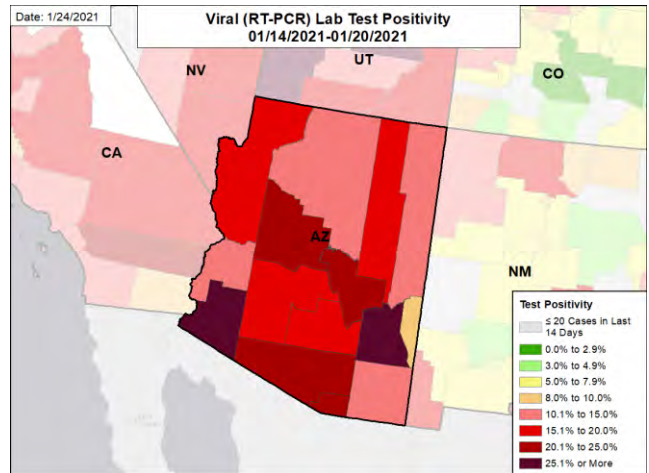 Date: 1/24/2021
Viral (RT-PCR) Lab Test Positivity
01/14/2021-01/20/2021
NV
UT
CO
CA
AZ
NM
Test Positivity
≤ 20 Cases in Last
14 Days
0.0% to 2.9%
3.0% to 4.9%
5.0% to 7.9%
8.0% to 10.0%
10.1% to 15.0%
15.1% to 20.0%
20.1% to 25.0%
25.1% or More